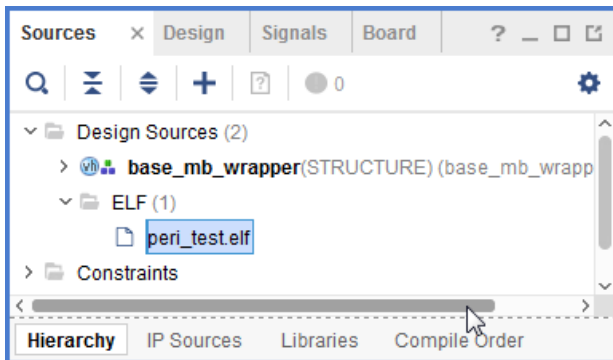 Sources × Design Signals Board ?
? 0
Design Sources (2)
vh base_mb_wrapper(STRUCTURE) (base_mb_wrapp
ELF (1)
peri_test.elf
Constraints
Hierarchy IP Sources Libraries Compile Order